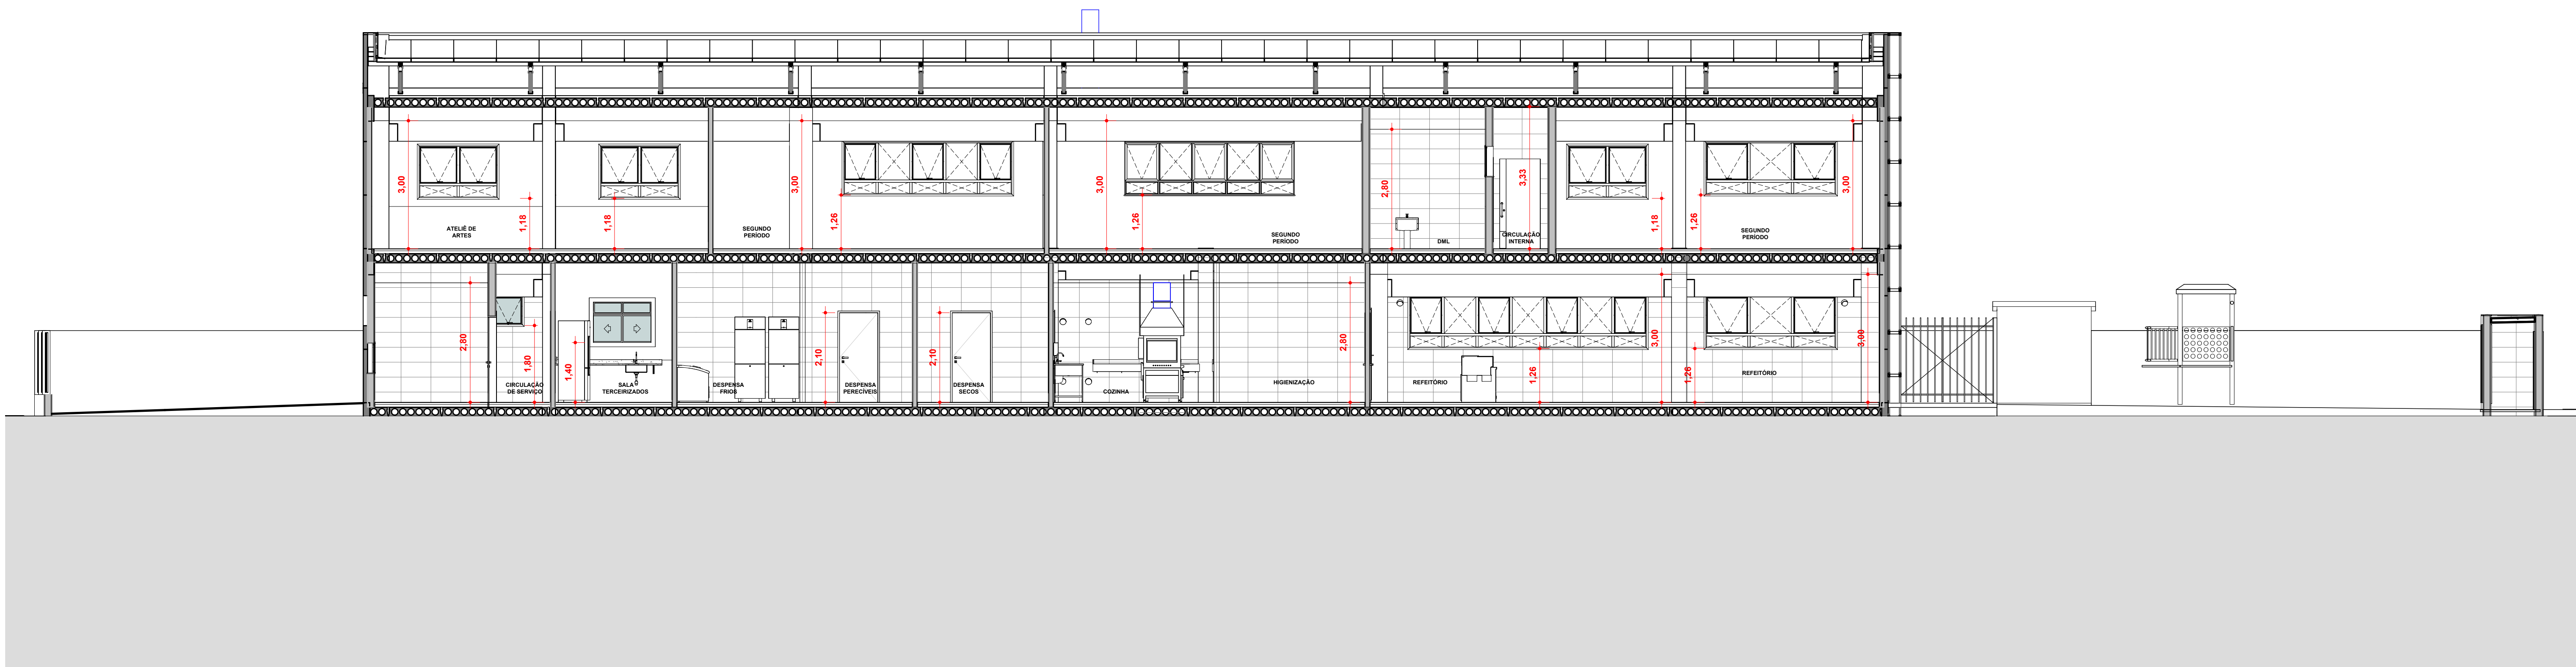 3,00
1,18
1,18
3,00
1,26
3,00
1,26
2,80
3,33
1,18
1,26
3,00
ATELIÊ DE
ARTES
SEGUNDO
PERÍODO
SEGUNDO
PERÍODO
DML
CIRCULAÇÃO
INTERNA
SEGUNDO
PERÍODO
2,80
1,80
1,40
2,10
2,10
2,80
1,26
3,00
1,26
3,00
CIRCULAÇÃO
DE SERVIÇO
SALA
TERCEIRIZADOS
DESPENSA
FRIOS
DESPENSA
PERECÍVEIS
DESPENSA
SECOS
COZINHA
HIGIENIZAÇÃO
REFEITÓRIO
REFEITÓRIO